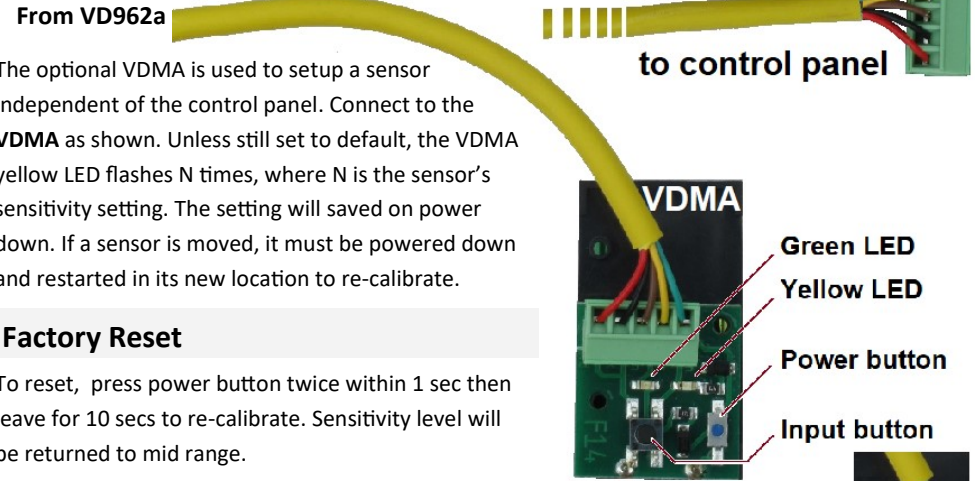 From VD962a
to control panel
The optional VDMA is used to setup a sensor
independent of the control panel. Connect to the
VDMA as shown. Unless still set to default, the VDMA
yellow LED flashes N times, where N is the sensor's
sensitivity setting. The setting will saved on power
down. If a sensor is moved, it must be powered down
and restarted in its new location to re-calibrate.
Factory Reset
To reset, press power button twice within 1 sec then
leave for 10 secs to re-calibrate. Sensitivity level will
be returned to mid range.
VDMA
Green LED
Yellow LED
Power button
Input button
F14